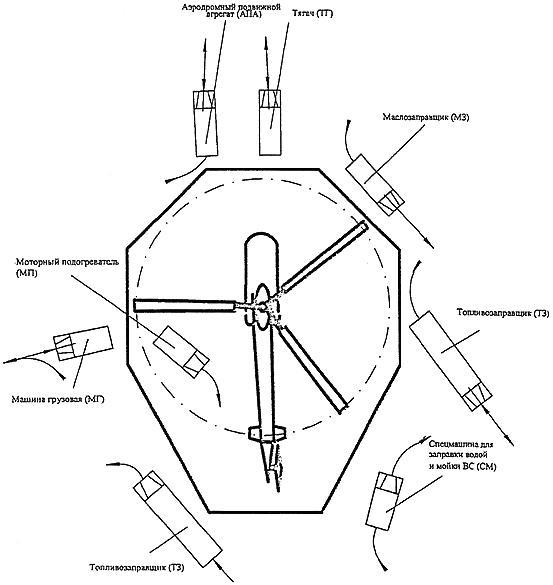 Аэродромный подвижной
агрегат (АПА)
Тягач (ТГ)
Маслозаправщик (МЗ)
Моторный подогреватель
(МП)
Топливозаправщик (ТЗ)
Машина грузовая (МГ)
Спецмашина для
заправки водой
и мойки ВС (СМ)
Топливозаправщик (ТЗ)